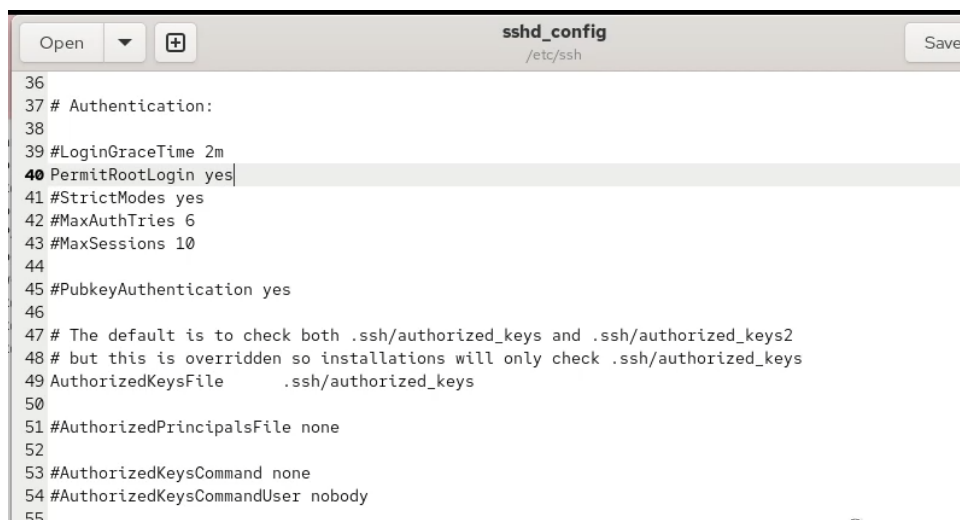 Open
sshd_config
/etc/ssh
Save
36
37 # Authentication:
38
39 #LoginGraceTime 2m
40 PermitRootLogin yes
41 #StrictModes yes
42 #MaxAuthTries 6
43 #MaxSessions 10
44
45 #PubkeyAuthentication yes
46
47 # The default is to check both .ssh/authorized_keys and .ssh/authorized_keys2
48 # but this is overridden so installations will only check .ssh/authorized_keys
49 AuthorizedKeysFile      .ssh/authorized_keys
50
51 #AuthorizedPrincipalsFile none
52
53 #AuthorizedKeysCommand none
54 #AuthorizedKeysCommandUser nobody
55